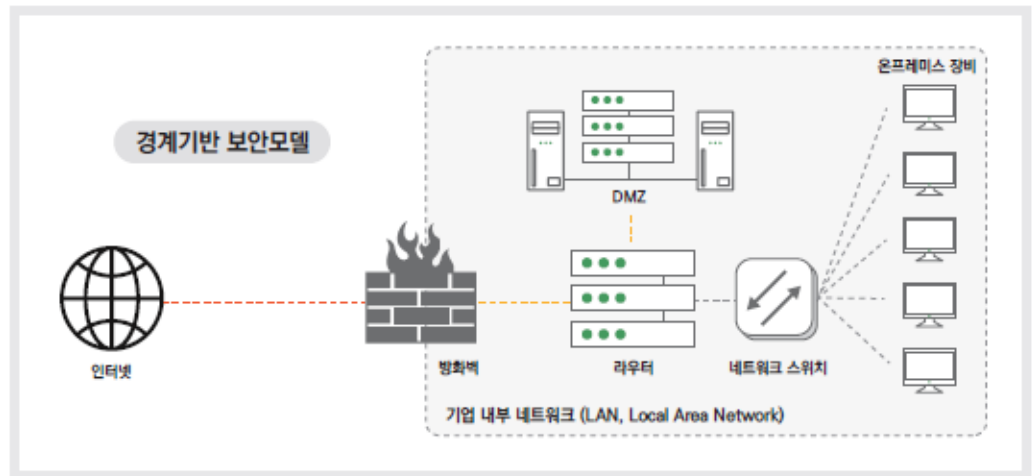 온프레미스 장비
경계기반 보안모델
DMZ
인터넷
방화벽
라우터
네트워크 스위치
기업 내부 네트워크 (LAN, Local Area Network)